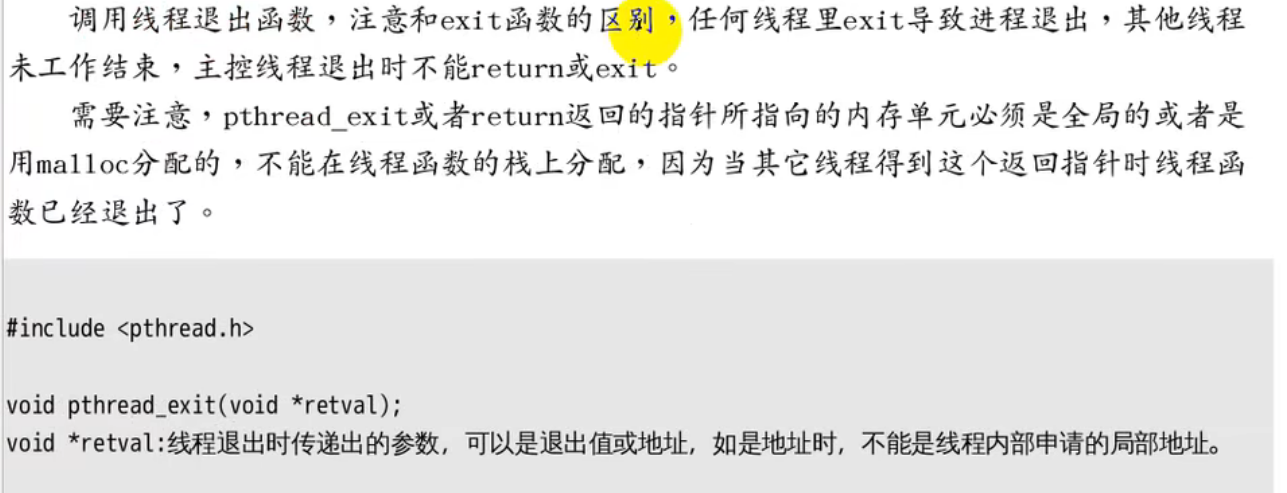 调用线程退出函数，注意和exit函数的区别，任何线程里exit导致进程退出，其他线程
未工作结束，主控线程退出时不能return或exit。
需要注意，pthread_exit或者return返回的指针所指向的内存单元必须是全局的或者是
用malloc分配的，不能在线程函数的栈上分配，因为当其它线程得到这个返回指针时线程函
数已经退出了。
#include <pthread.h>
void pthread_exit(void *retval);
void *retval:线程退出时传递出的参数，可以是退出值或地址，如是地址时，不能是线程内部申请的局部地址。